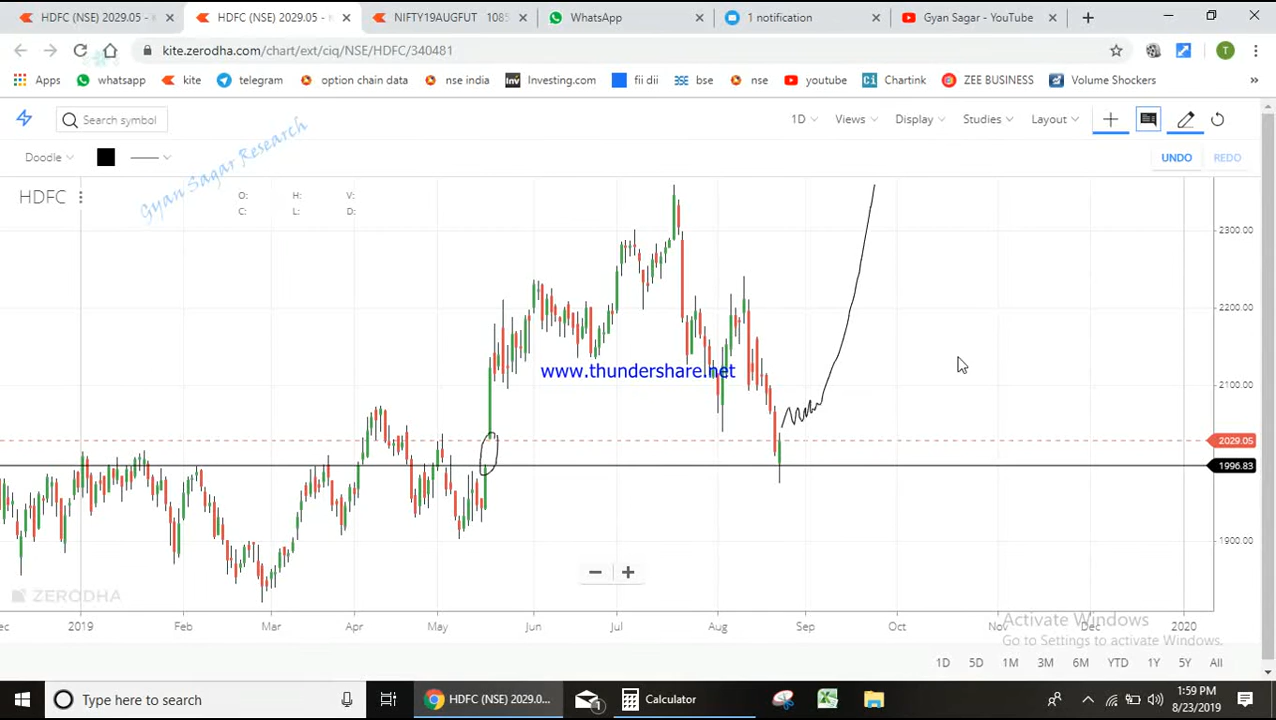 HDFC (NSE) 2029.05 -
HDFC (NSE) 2029.05 -
NIFTY19AUGFUT 1085
WhatsApp
1 notification
Gyan Sagar - YouTube
kite.zerodha.com/chart/ext/ciq/NSE/HDFC/340481
T
Apps
whatsapp
kite
telegram
option chain data
nse india
Inv
Investing.com
fii dii
bse
nse
youtube
Chartink
ZEE BUSINESS
Volume Shockers
»
Search symbol
1D
Views
Display
Studies
Layout
Doodle
UNDO
REDO
Gyan Sagar Research
HDFC
O:
H:
V:
C:
L:
D:
2300.00
2200.00
www.thundershare.net
2100.00
2029.05
1996.83
1900.00
ZERODHA
2019
Feb
Mar
Apr
May
Jun
Jul
Aug
Sep
Oct
Nov
Dec
2020
Activate Windows
Go to Settings to activate Windows.
1D
5D
1M
3M
6M
YTD
1Y
5Y
All
Type here to search
HDFC (NSE) 2029.0...
1
Calculator
1:59 PM
8/23/2019